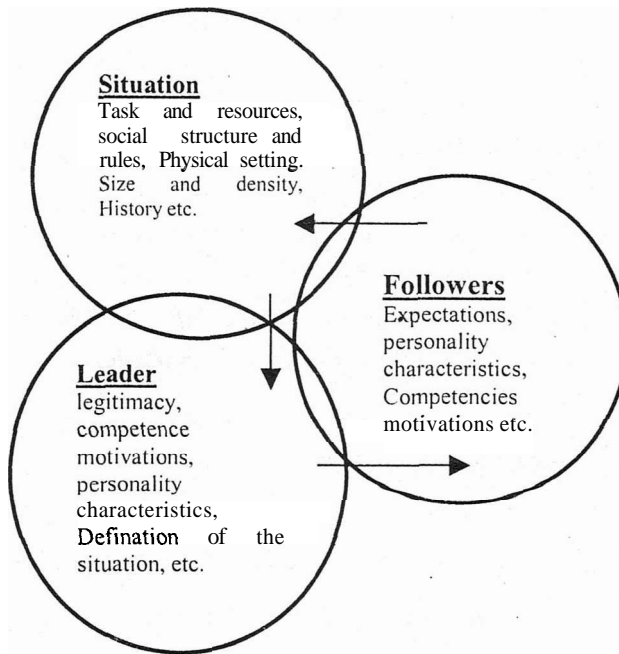 Situation
Task and resources,
social structure and
rules, Physical setting.
Size and density,
History etc.
Followers
Expectations,
personality
characteristics,
Competencies
motivations etc.
Leader
legitimacy,
competence
motivations,
personality
characteristics,
Defination of the
situation, etc.